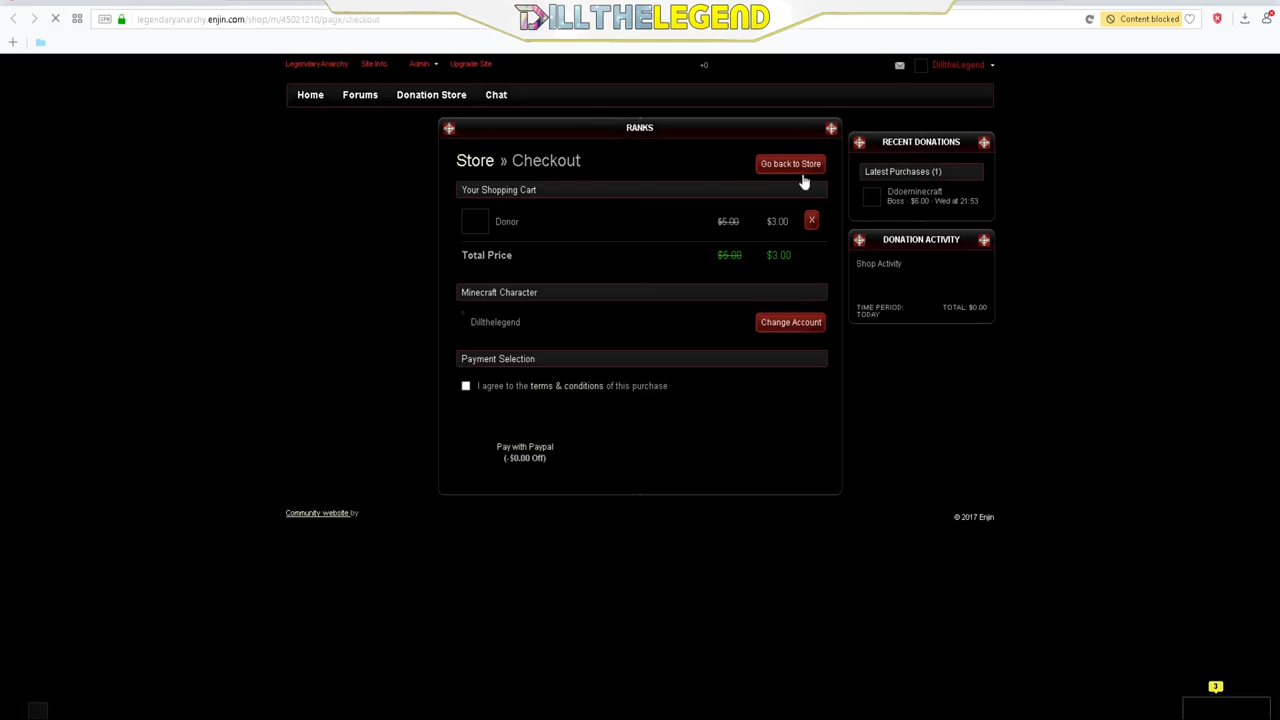 DILLTHELEGEND
VPN legendaryanarchy.enjin.com/shop/m/45021210/page/checkout
Content blocked
LegendaryAnarchy Site Info Admin Upgrade Site +0 DilltheLegend
Home Forums Donation Store Chat
RANKS
Store » Checkout
Go back to Store
Your Shopping Cart
Donor $5.00 $3.00 X
Total Price $5.00 $3.00
Minecraft Character
Dillthelegend
Change Account
Payment Selection
I agree to the terms & conditions of this purchase
Pay with Paypal
(-$0.00 Off)
RECENT DONATIONS
Latest Purchases (1)
Ddoeminecraft
Boss · $6.00 · Wed at 21:53
DONATION ACTIVITY
Shop Activity
TIME PERIOD: TOTAL: $0.00
TODAY
Community website by
© 2017 Enjin
3